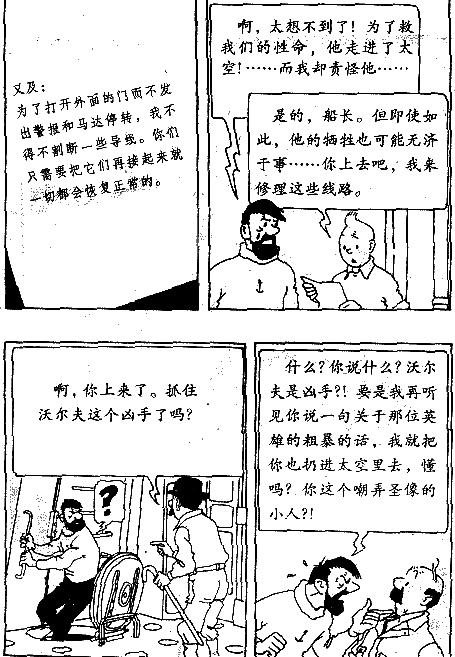 又及：
为了打开外面的门而不发
出警报和马达停转，我不
得不割断一些导线。你们
只需要把它们再接起来就
一切都会恢复正常的。
啊，太想不到了！为了救
我们的性命，他走进了太
空！……而我却责怪他……
是的，船长。但即使如
此，他的牺牲也可能无济
于事……你上去吧，我来
修理这些线路。
啊，你上来了。抓住
沃尔夫这个凶手了吗？
?
什么？你说什么？沃尔
夫是凶手？！要是我再听
见你说一句关于那位英
雄的粗暴的话，我就把
你也扔进太空里去，懂
吗？你这个嘲弄圣像的
小人？！